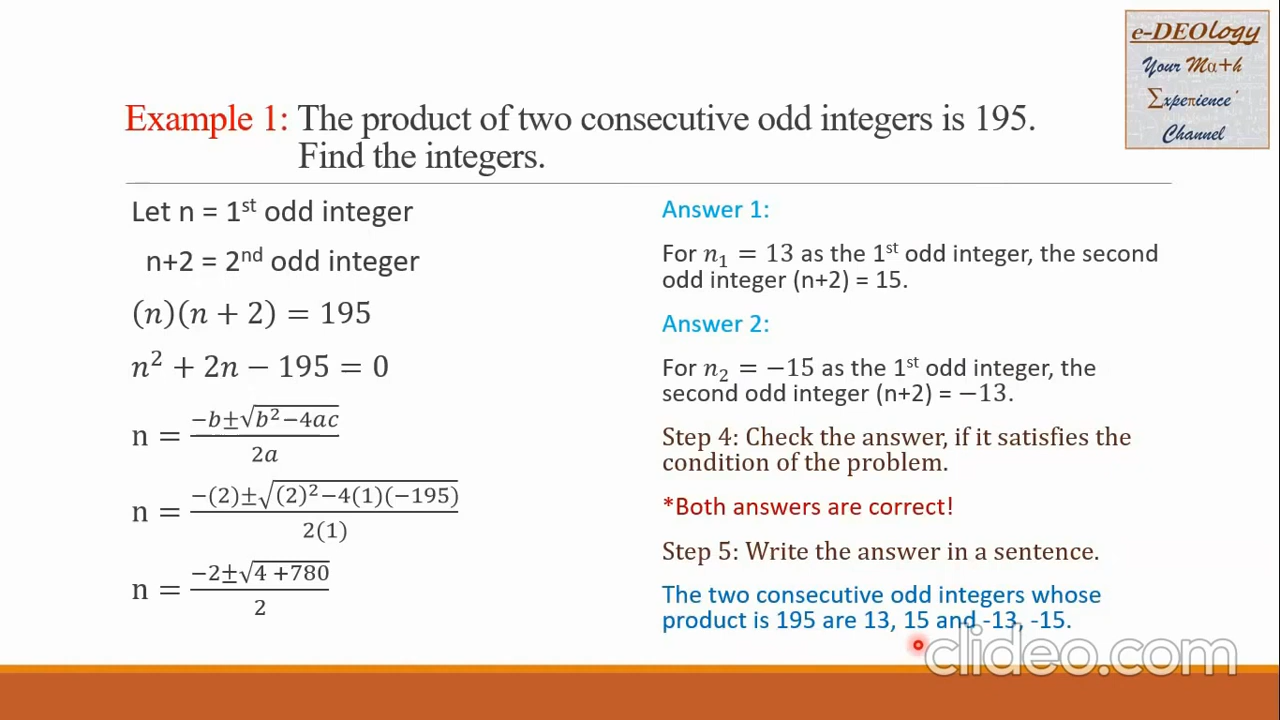 e-DEOlogy
Your Mα+h
Σxpeπience'
Channel
Example 1: The product of two consecutive odd integers is 195.
Find the integers.
Let n = 1st odd integer
n+2 = 2nd odd integer
(n)(n + 2) = 195
n² + 2n − 195 = 0
n = −b±√b²−4ac / 2a
n = −(2)±√(2)²−4(1)(−195) / 2(1)
n = −2±√4 +780 / 2
Answer 1:
For n₁ = 13 as the 1st odd integer, the second
odd integer (n+2) = 15.
Answer 2:
For n₂ = −15 as the 1st odd integer, the
second odd integer (n+2) = −13.
Step 4: Check the answer, if it satisfies the
condition of the problem.
*Both answers are correct!
Step 5: Write the answer in a sentence.
The two consecutive odd integers whose
product is 195 are 13, 15 and -13, -15.
clideo.com